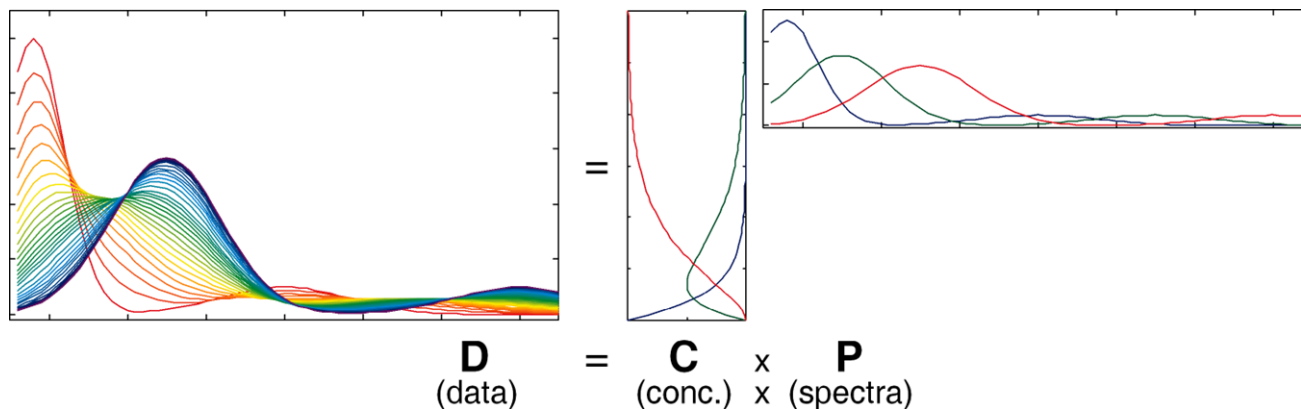 =
D = C x P
(data) (conc.) x (spectra)